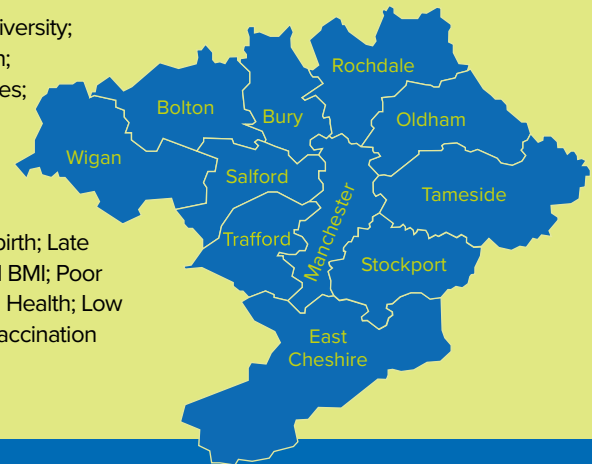 iversity;
n;
es;
birth; Late
BMI; Poor
Health; Low
accination
Rochdale
Bolton
Bury
Oldham
Wigan
Salford
Tameside
Manchester
Trafford
Stockport
East
Cheshire